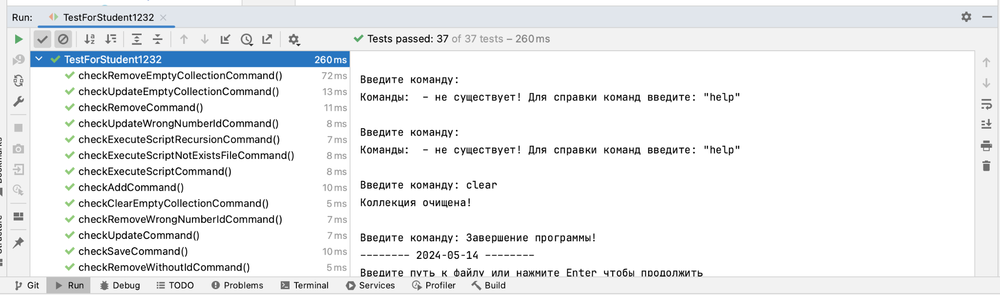 Run: TestForStudent1232
Tests passed: 37 of 37 tests – 260 ms
TestForStudent1232 260 ms
checkRemoveEmptyCollectionCommand() 72 ms
checkUpdateEmptyCollectionCommand() 13 ms
checkRemoveCommand() 11 ms
checkUpdateWrongNumberIdCommand() 8 ms
checkExecuteScriptRecursionCommand() 7 ms
checkExecuteScriptNotExistsFileCommand() 8 ms
checkExecuteScriptCommand() 8 ms
checkAddCommand() 10 ms
checkClearEmptyCollectionCommand() 5 ms
checkRemoveWrongNumberIdCommand() 7 ms
checkUpdateCommand() 7 ms
checkSaveCommand() 10 ms
checkRemoveWithoutIdCommand() 5 ms
Введите команду:
Команды:  - не существует! Для справки команд введите: "help"
Введите команду:
Команды:  - не существует! Для справки команд введите: "help"
Введите команду: clear
Коллекция очищена!
Введите команду: Завершение программы!
-------- 2024-05-14 --------
Введите путь к файлу или нажмите Enter чтобы продолжить
Git Run Debug TODO Problems Terminal Services Profiler Build